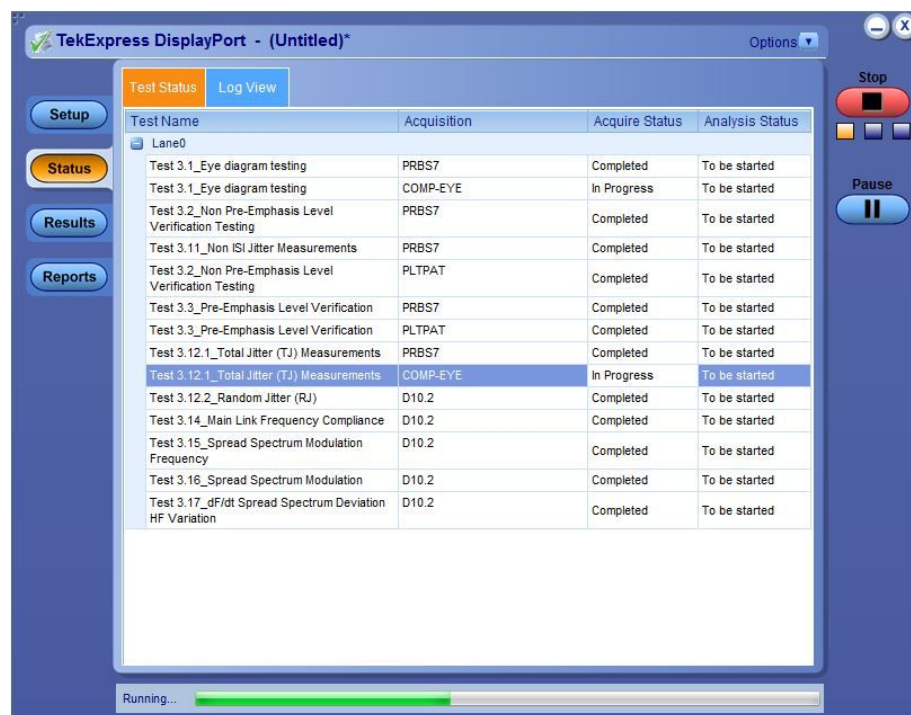 TekExpress DisplayPort - (Untitled)*
Options
Stop
Pause
Setup
Status
Results
Reports
Test Status
Log View
Test Name Acquisition Acquire Status Analysis Status
Lane0
Test 3.1_Eye diagram testing PRBS7 Completed To be started
Test 3.1_Eye diagram testing COMP-EYE In Progress To be started
Test 3.2_Non Pre-Emphasis Level
Verification Testing PRBS7 Completed To be started
Test 3.11_Non ISI Jitter Measurements PRBS7 Completed To be started
Test 3.2_Non Pre-Emphasis Level
Verification Testing PLTPAT Completed To be started
Test 3.3_Pre-Emphasis Level Verification PRBS7 Completed To be started
Test 3.3_Pre-Emphasis Level Verification PLTPAT Completed To be started
Test 3.12.1_Total Jitter (TJ) Measurements PRBS7 Completed To be started
Test 3.12.1_Total Jitter (TJ) Measurements COMP-EYE In Progress To be started
Test 3.12.2_Random Jitter (RJ) D10.2 Completed To be started
Test 3.14_Main Link Frequency Compliance D10.2 Completed To be started
Test 3.15_Spread Spectrum Modulation
Frequency D10.2 Completed To be started
Test 3.16_Spread Spectrum Modulation D10.2 Completed To be started
Test 3.17_dF/dt Spread Spectrum Deviation
HF Variation D10.2 Completed To be started
Running...